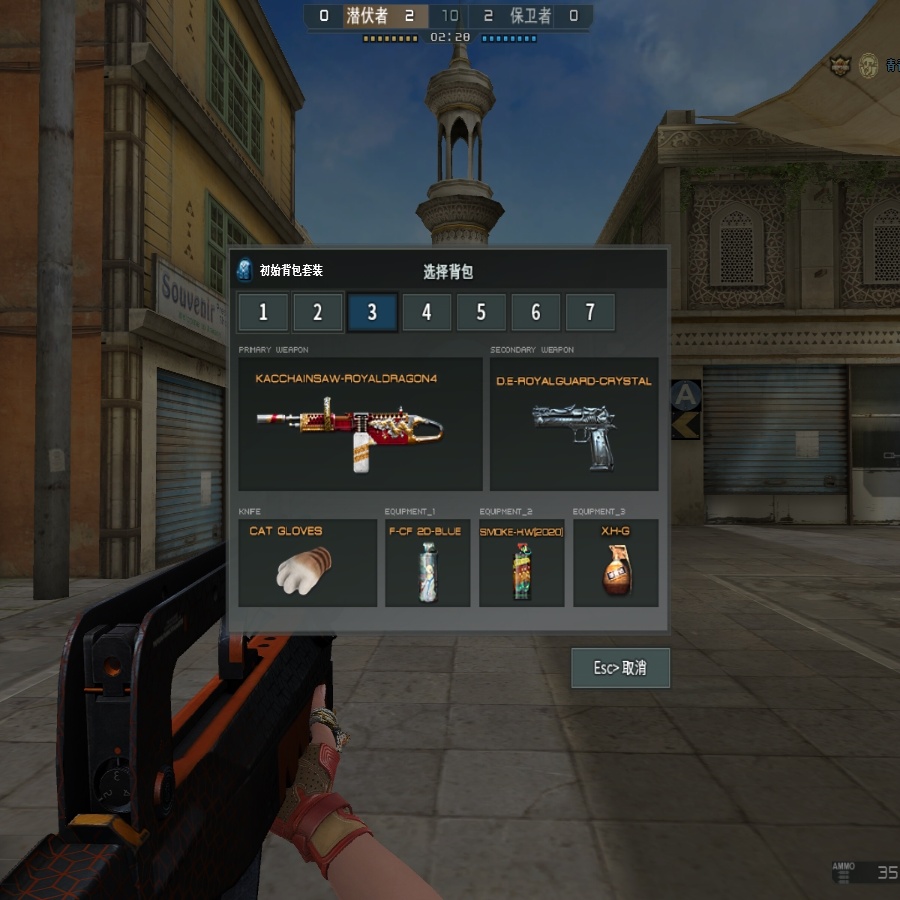 0 潜伏者 2 10 2 保卫者 0
02:20
初始背包套装
选择背包
1 2 3 4 5 6 7
PRIMARY WEAPON
SECONDARY WEAPON
KACCHAINSAW-ROYALDRAGON4
D.E-ROYALGUARD-CRYSTAL
Souvenir
A
KNIFE
EQUIPMENT_1
EQUIPMENT_2
EQUIPMENT_3
CAT GLOVES
F-CF 2D-BLUE
SMOKE-HW[2020]
X.H-G
Esc>取消
AMMO
35